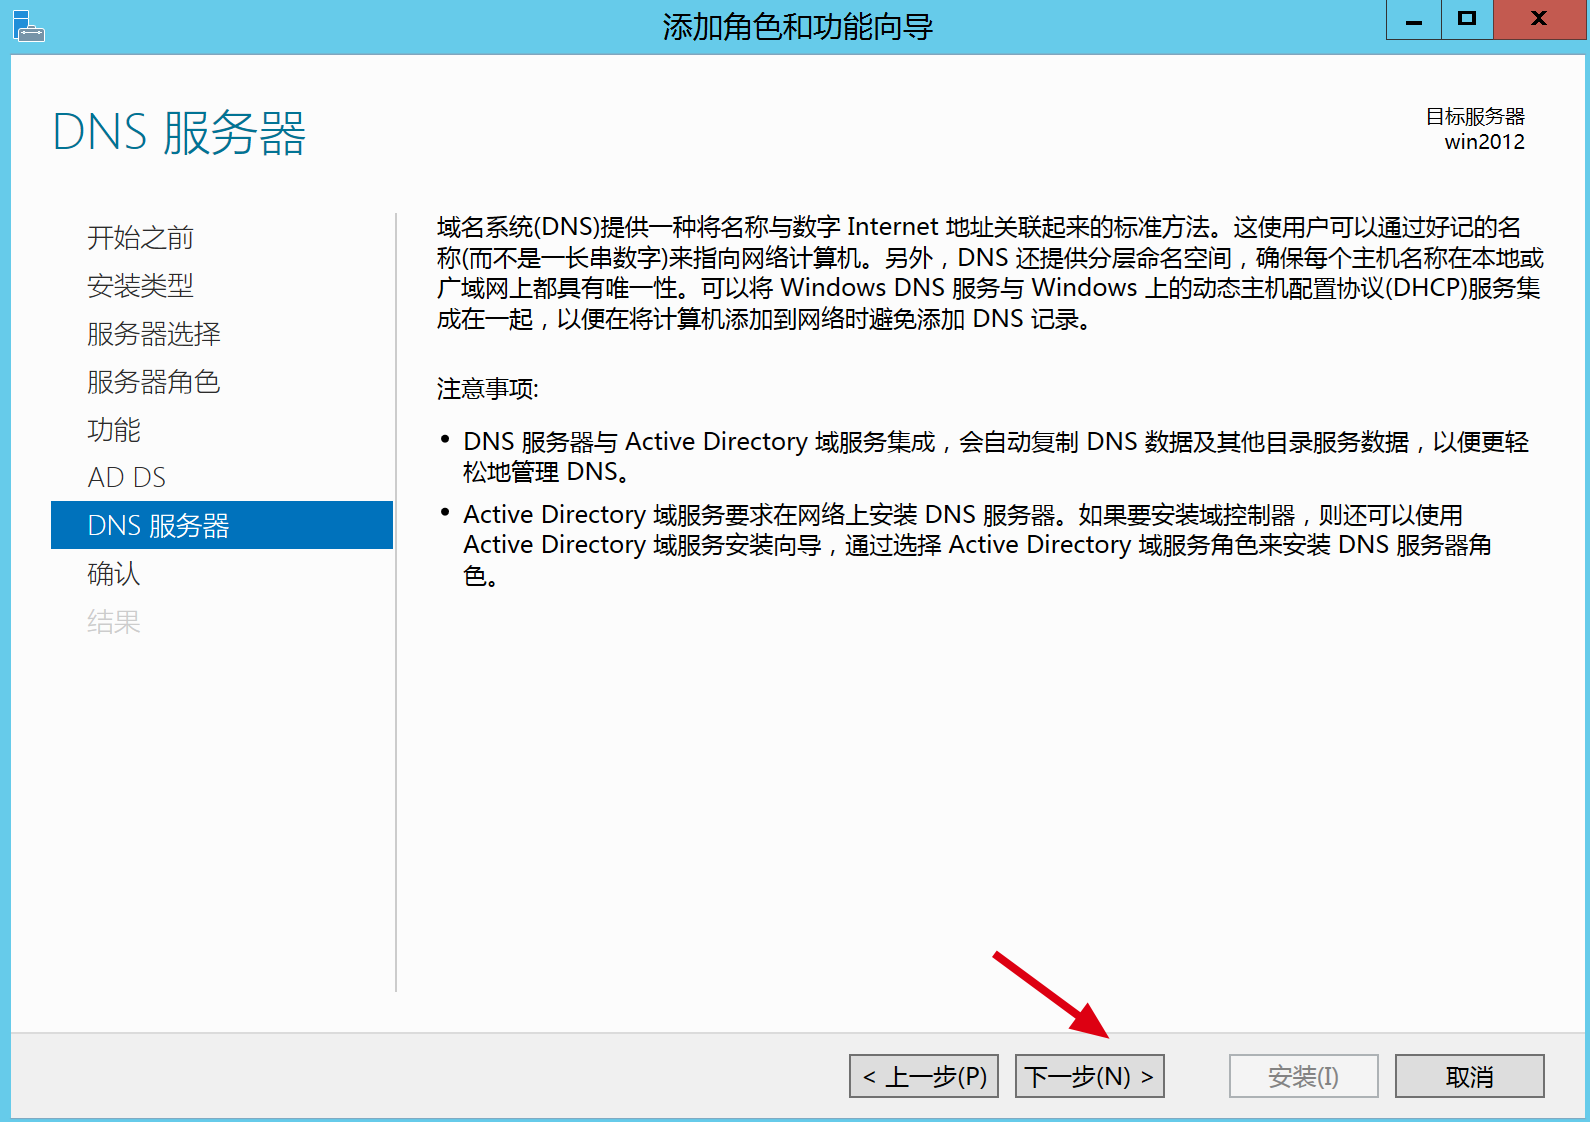 添加角色和功能向导
DNS 服务器
目标服务器
win2012
开始之前
安装类型
服务器选择
服务器角色
功能
AD DS
DNS 服务器
确认
结果
域名系统(DNS)提供一种将名称与数字 Internet 地址关联起来的标准方法。这使用户可以通过好记的名
称(而不是一长串数字)来指向网络计算机。另外，DNS 还提供分层命名空间，确保每个主机名称在本地或
广域网上都具有唯一性。可以将 Windows DNS 服务与 Windows 上的动态主机配置协议(DHCP)服务集
成在一起，以便在将计算机添加到网络时避免添加 DNS 记录。
注意事项:
• DNS 服务器与 Active Directory 域服务集成，会自动复制 DNS 数据及其他目录服务数据，以便更轻
松地管理 DNS。
• Active Directory 域服务要求在网络上安装 DNS 服务器。如果要安装域控制器，则还可以使用
Active Directory 域服务安装向导，通过选择 Active Directory 域服务角色来安装 DNS 服务器角
色。
< 上一步(P)
下一步(N) >
安装(I)
取消